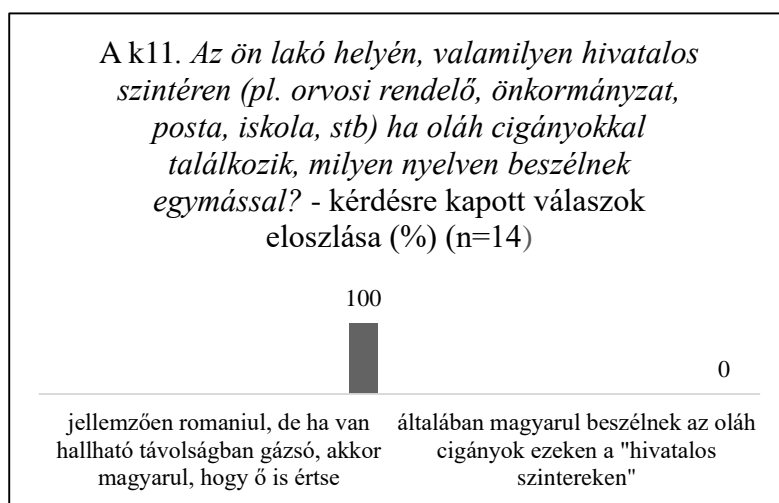 A k11. Az ön lakó helyén, valamilyen hivatalos
szintéren (pl. orvosi rendelő, önkormányzat,
posta, iskola, stb) ha oláh cigányokkal
találkozik, milyen nyelven beszélnek
egymással? - kérdésre kapott válaszok
eloszlása (%) (n=14)
100
0
jellemzően romaniul, de ha van
hallható távolságban gázsó, akkor
magyarul, hogy ő is értse
általában magyarul beszélnek az oláh
cigányok ezeken a "hivatalos
szintereken"